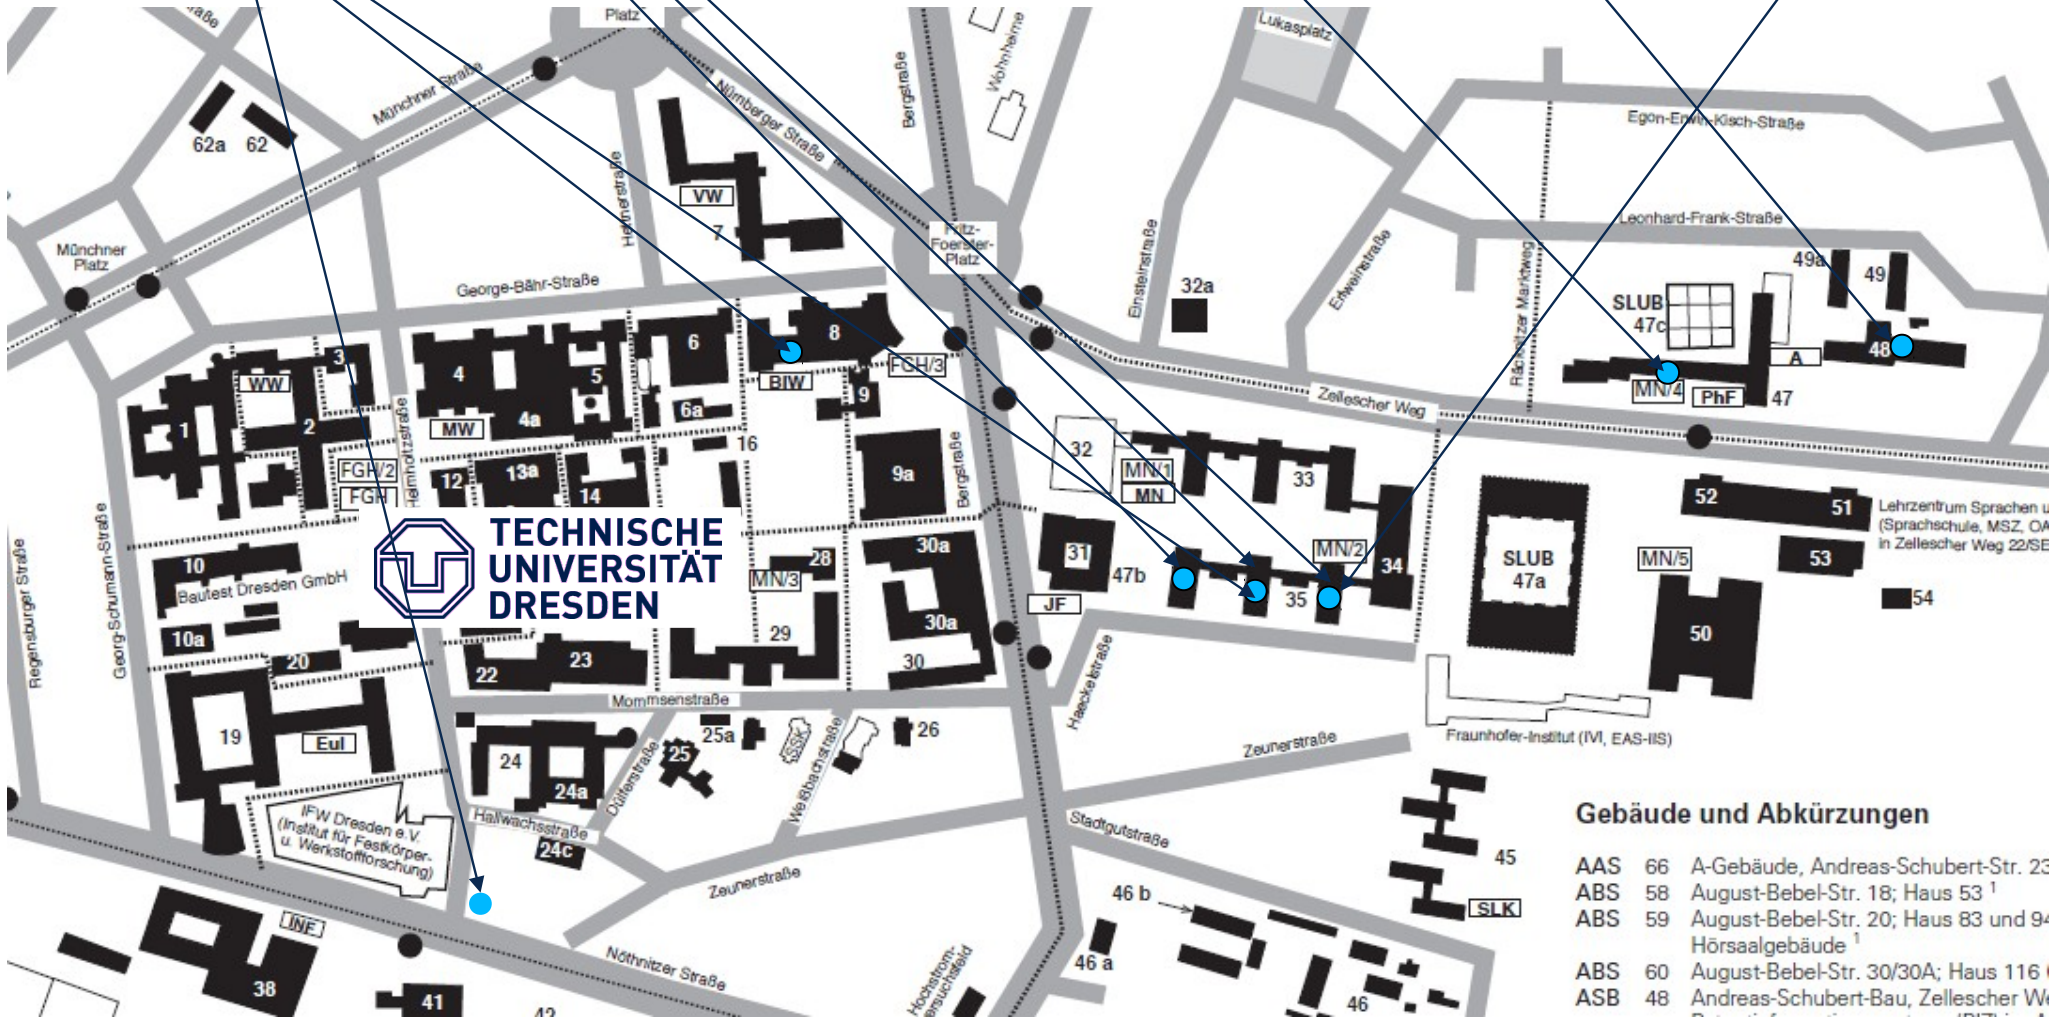 Platz
Lukasplatz
Wohnheime
Bergstraße
Münchner Straße
Nürnberger Straße
Egon-Erwin-Kisch-Straße
62a
62
Hettnerstraße
VW
7
Leonhard-Frank-Straße
Münchner
Platz
Fritz-
Foerster-
Platz
Einsteinstraße
Erlweinstraße
Räcknitzer Marktweg
49a
49
George-Bähr-Straße
32a
SLUB
47c
3
WW
4
5
6
8
BIW
FGH/3
A
48
MN/4
PhF
47
1
2
MW
4a
6a
9
Zellescher Weg
Helmholtzstraße
FGH/2
FGH
12
13a
14
16
9a
Bergstraße
32
MN/1
MN
33
52
51
Lehrzentrum Sprachen u
(Sprachschule, MSZ, OA
in Zellescher Weg 22/SE
Regensburger Straße
Georg-Schumann-Straße
TECHNISCHE
UNIVERSITÄT
DRESDEN
10
Bautest Dresden GmbH
10a
20
28
MN/3
29
30a
30a
30
31
47b
JF
MN/2
34
35
SLUB
47a
MN/5
53
54
50
22
23
Mommsenstraße
Haeckelstraße
19
EuI
24
24a
Dülferstraße
25
25a
SSK
Weißbachstraße
26
Zeunerstraße
Fraunhofer-Institut (IVI, EAS-IIS)
IFW Dresden e.V.
(Institut für Festkörper-
u. Werkstoffforschung)
Hallwachsstraße
24c
Zeunerstraße
Stadtgutstraße
45
SLK
INF
38
41
42
Nöthnitzer Straße
Hochstrom-
versuchsfeld
46 b
46 a
46
Gebäude und Abkürzungen
AAS 66 A-Gebäude, Andreas-Schubert-Str. 23
ABS 58 August-Bebel-Str. 18; Haus 53 ¹
ABS 59 August-Bebel-Str. 20; Haus 83 und 94
Hörsaalgebäude ¹
ABS 60 August-Bebel-Str. 30/30A; Haus 116
ASB 48 Andreas-Schubert-Bau, Zellescher We